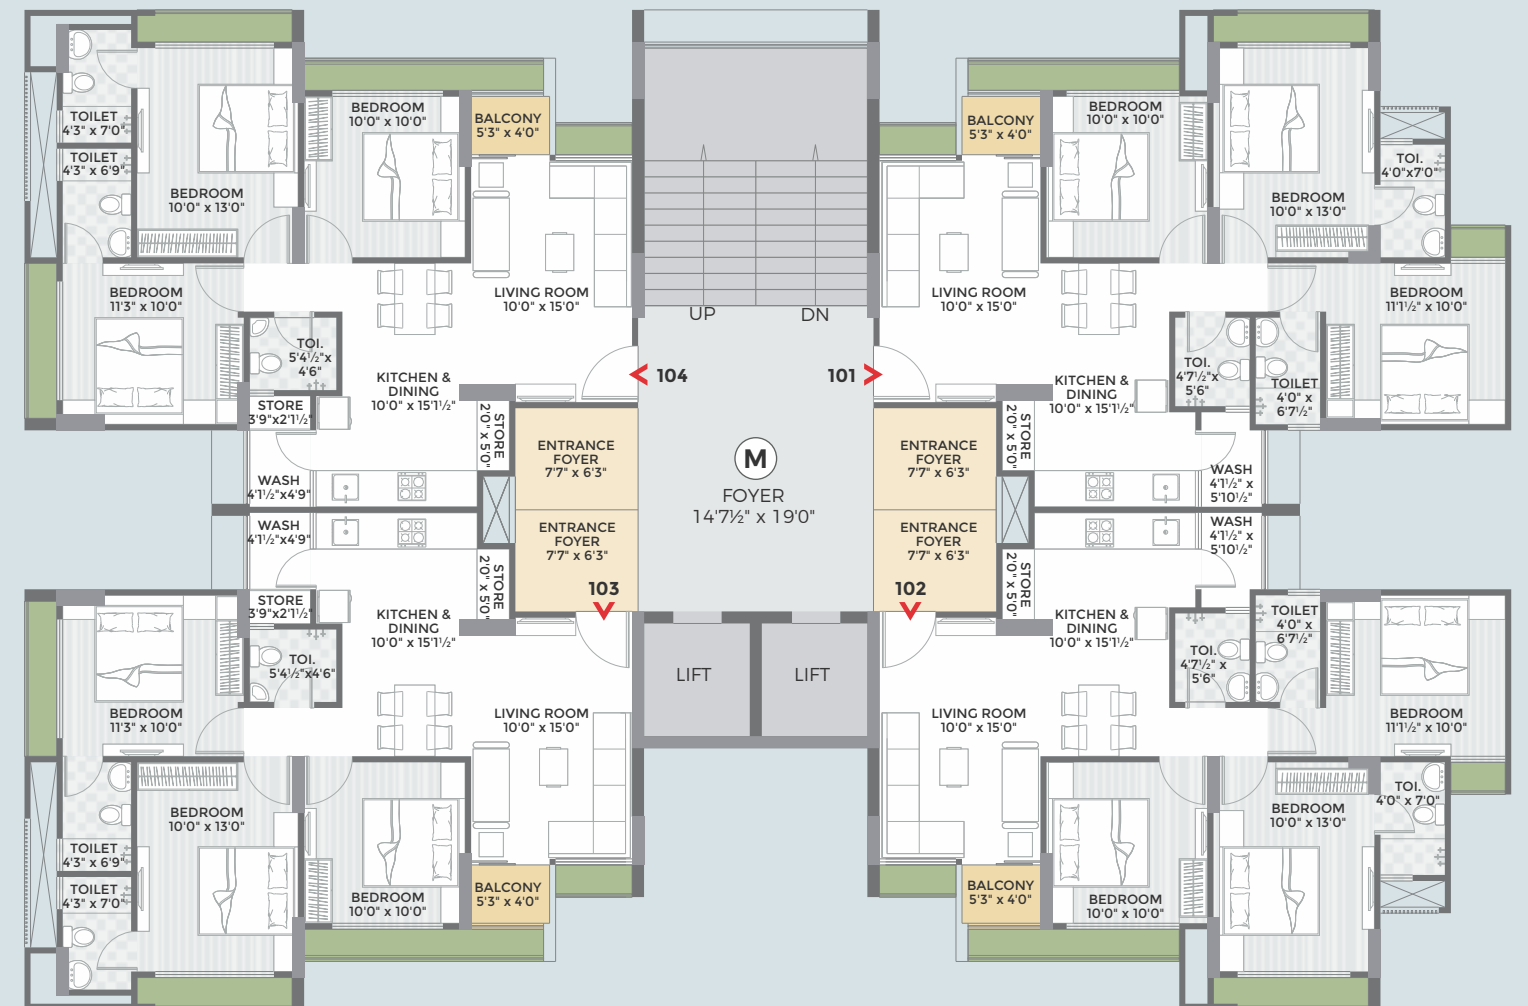 TOILET
4'3" x 7'0"
TOILET
4'3" x 6'9"
BEDROOM
10'0" x 13'0"
BEDROOM
10'0" x 10'0"
BALCONY
5'3" x 4'0"
BEDROOM
11'3" x 10'0"
LIVING ROOM
10'0" x 15'0"
TOI.
5'4½"x
4'6"
KITCHEN &
DINING
10'0" x 15'1½"
STORE
3'9"x2'1½"
STORE
2'0" x 5'0"
WASH
4'1½"x4'9"
ENTRANCE
FOYER
7'7" x 6'3"
104
UP
DN
101
M
FOYER
14'7½" x 19'0"
BALCONY
5'3" x 4'0"
BEDROOM
10'0" x 10'0"
BEDROOM
10'0" x 13'0"
TOI.
4'0"x7'0"
LIVING ROOM
10'0" x 15'0"
BEDROOM
11'1½" x 10'0"
TOI.
4'7½"x
5'6"
TOILET
4'0" x
6'7½"
KITCHEN &
DINING
10'0" x 15'1½"
STORE
2'0" x 5'0"
ENTRANCE
FOYER
7'7" x 6'3"
WASH
4'1½" x
5'10½"
WASH
4'1½"x4'9"
ENTRANCE
FOYER
7'7" x 6'3"
103
STORE
2'0" x 5'0"
STORE
3'9"x2'1½"
KITCHEN &
DINING
10'0" x 15'1½"
TOI.
5'4½"x4'6"
BEDROOM
11'3" x 10'0"
LIVING ROOM
10'0" x 15'0"
BEDROOM
10'0" x 13'0"
TOILET
4'3" x 6'9"
TOILET
4'3" x 7'0"
BEDROOM
10'0" x 10'0"
BALCONY
5'3" x 4'0"
LIFT
LIFT
ENTRANCE
FOYER
7'7" x 6'3"
102
STORE
2'0" x 5'0"
WASH
4'1½" x
5'10½"
KITCHEN &
DINING
10'0" x 15'1½"
TOILET
4'0" x
6'7½"
TOI.
4'7½" x
5'6"
LIVING ROOM
10'0" x 15'0"
BEDROOM
11'1½" x 10'0"
TOI.
4'0" x 7'0"
BEDROOM
10'0" x 13'0"
BALCONY
5'3" x 4'0"
BEDROOM
10'0" x 10'0"